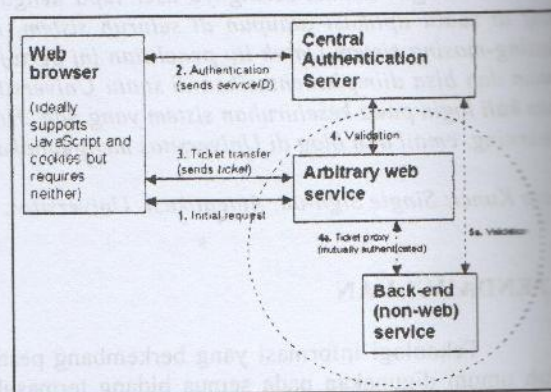 Web
browser
(ideally
supports
JavaScript and
cookies but
requires
neither)
Central
Authentication
Server
2. Authentication
(sends serviceID)
4. Validation
3. Ticket transfer
(sends ticket)
Arbitrary web
service
1. Initial request
4a. Ticket proxy
(mutually authenticated)
5a. Validation
Back-end
(non-web)
service